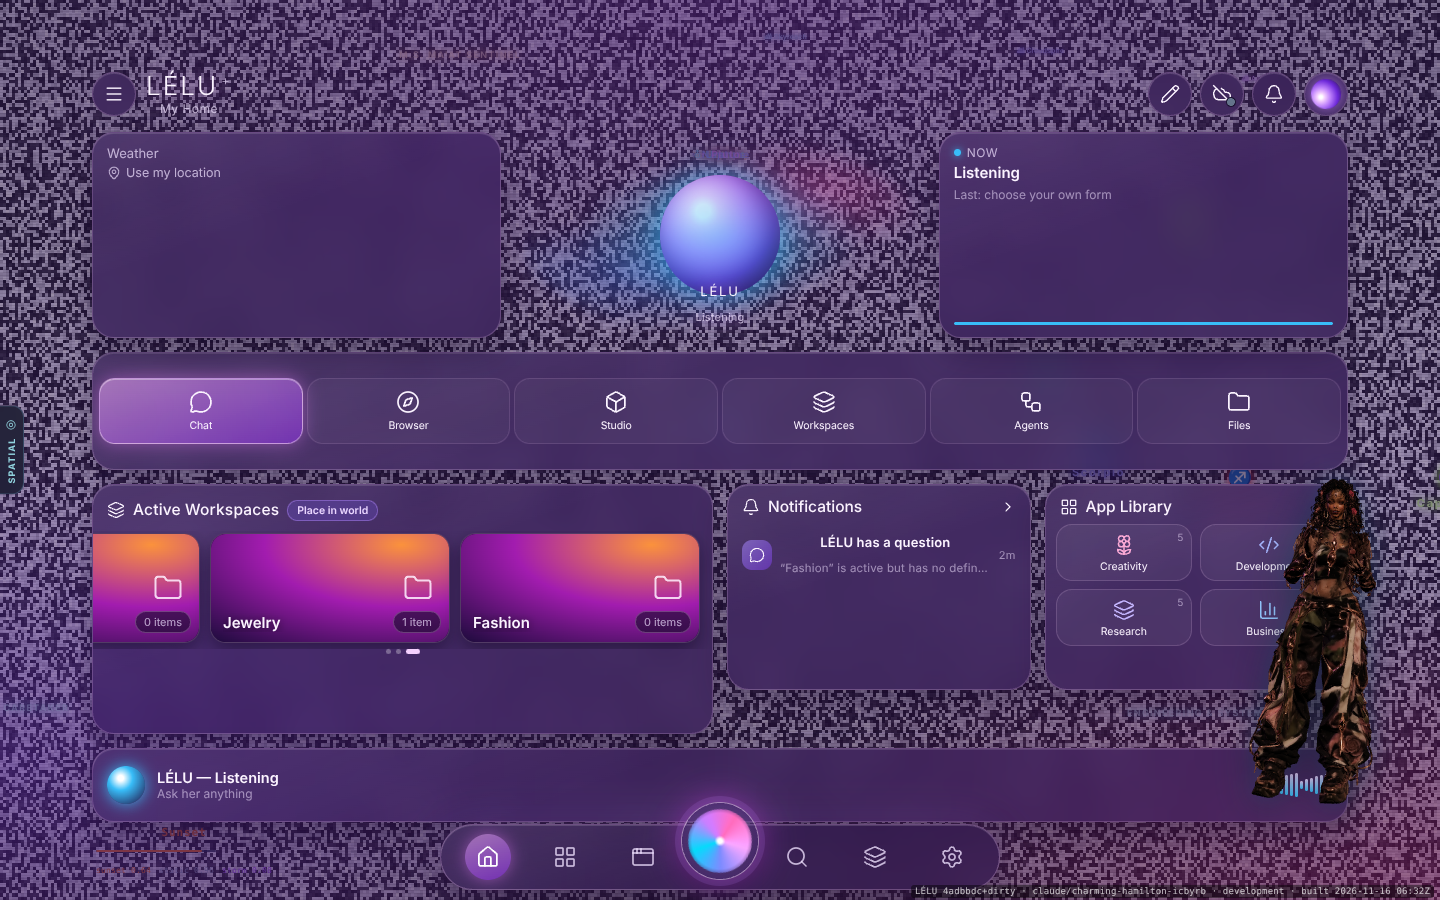 LÉLU
My Home
Weather
Use my location
NOW
Listening
Last: choose your own form
LÉLU
Listening
Chat
Browser
Studio
Workspaces
Agents
Files
SPATIAL
Active Workspaces
Place in world
0 items
Jewelry
1 item
Fashion
0 items
Notifications
LÉLU has a question
2m
“Fashion” is active but has no defin…
App Library
Creativity
5
Research
5
LÉLU — Listening
Ask her anything
LÉLU 4adbbdc+dirty · claude/charming-hamilton-icbyrb · development · built 2026-11-16 06:32Z